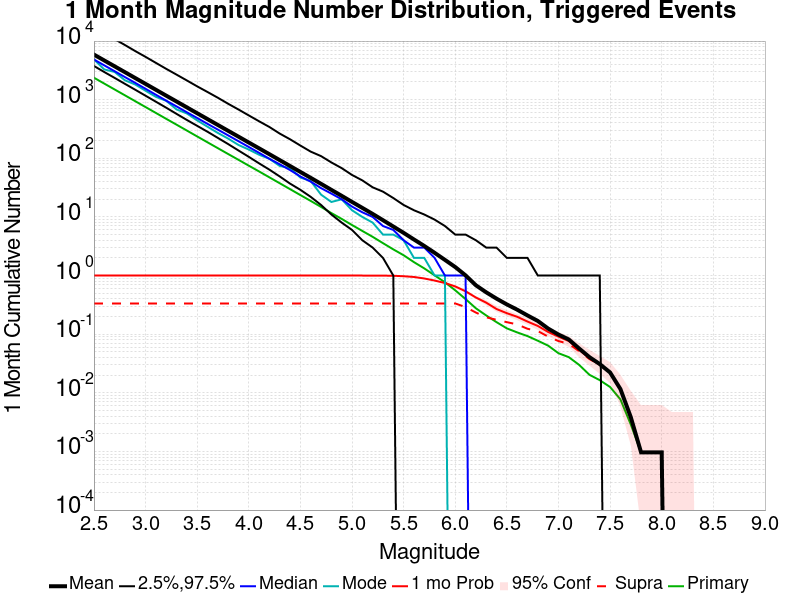 1 Month Magnitude Number Distribution, Triggered Events
1 Month Cumulative Number
10^4
10^3
10^2
10^1
10^0
10^-1
10^-2
10^-3
10^-4
2.5 3.0 3.5 4.0 4.5 5.0 5.5 6.0 6.5 7.0 7.5 8.0 8.5 9.0
Magnitude
Mean 2.5%,97.5% Median Mode 1 mo Prob 95% Conf Supra Primary